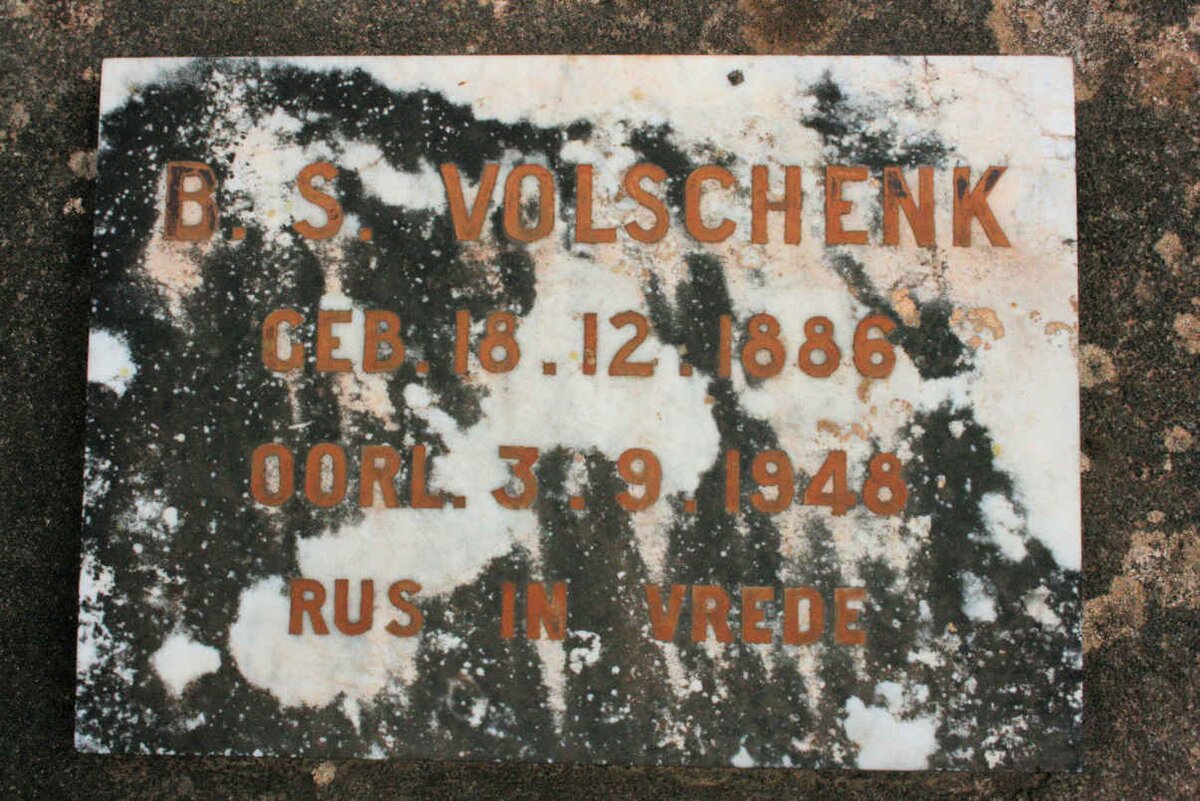 B. S. VOLSCHENK
GEB. 18. 12. 1886
OORL. 3. 9. 1948
RUS IN VREDE